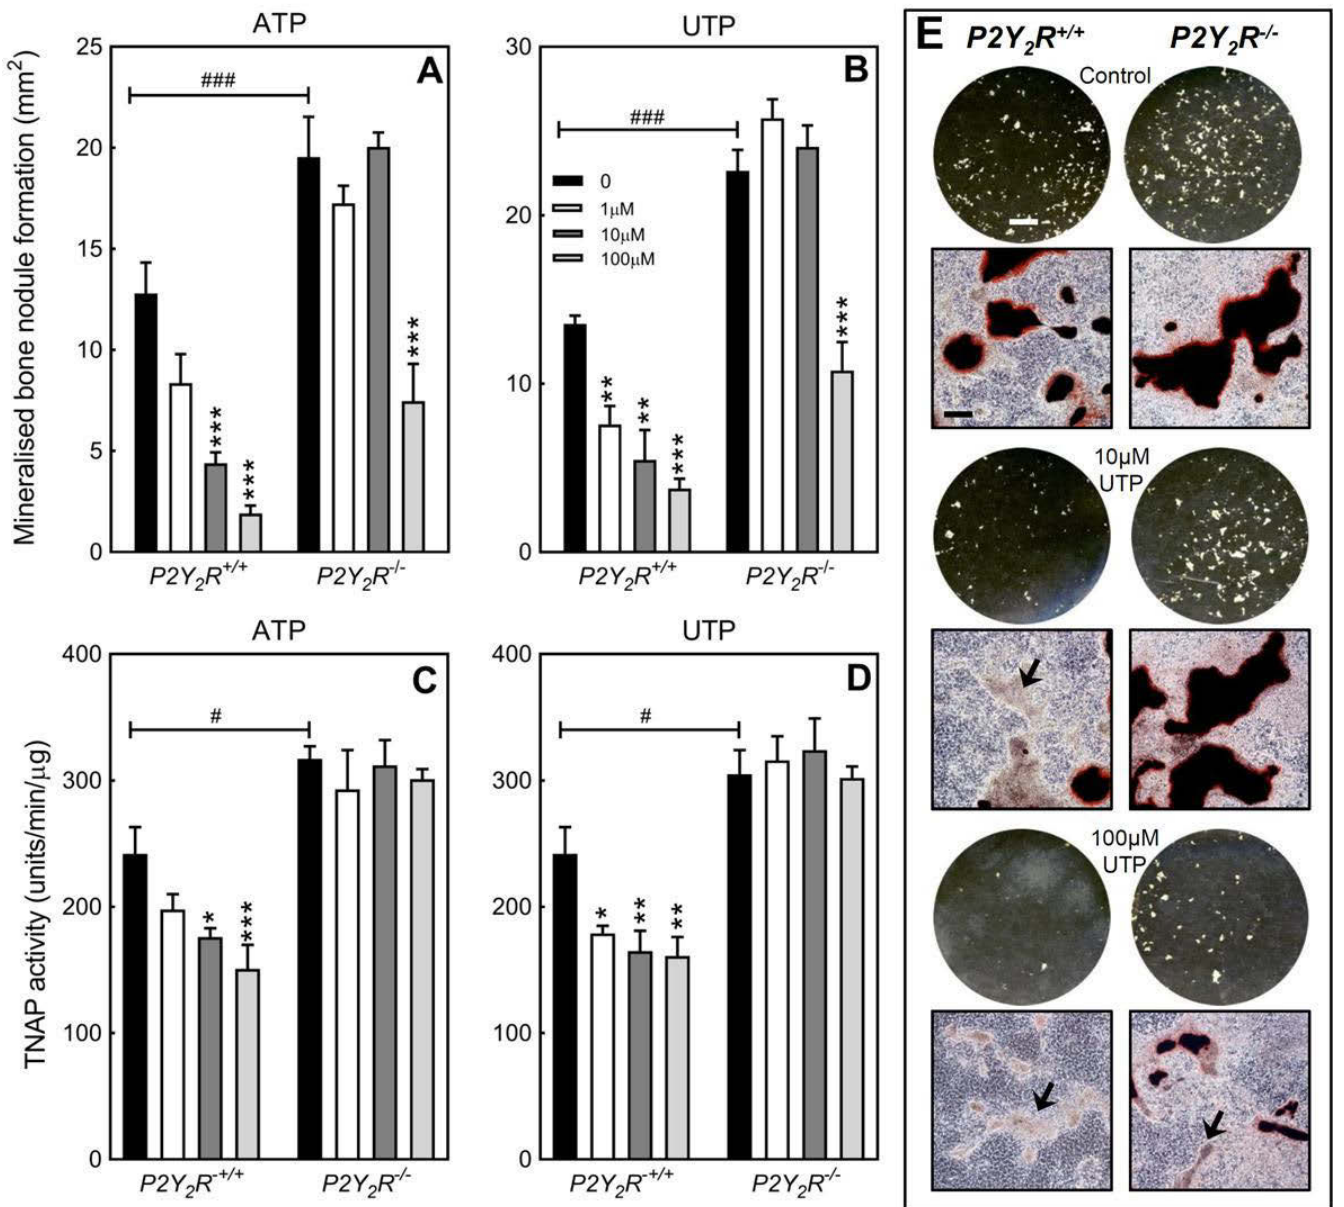 ATP
A
25
20
15
10
5
0
Mineralised bone nodule formation (mm²)
###
***
***
***
P2Y₂R⁺/⁺
P2Y₂R⁻/⁻
UTP
B
30
20
10
0
###
0
1µM
10µM
100µM
**
**
***
***
P2Y₂R⁺/⁺
P2Y₂R⁻/⁻
ATP
C
400
300
200
100
0
TNAP activity (units/min/µg)
#
*
***
P2Y₂R⁻⁺/⁺
P2Y₂R⁻/⁻
UTP
D
400
300
200
100
0
#
*
**
**
P2Y₂R⁻⁺/⁺
P2Y₂R⁻/⁻
E
P2Y₂R⁺/⁺
P2Y₂R⁻/⁻
Control
10µM
UTP
100µM
UTP